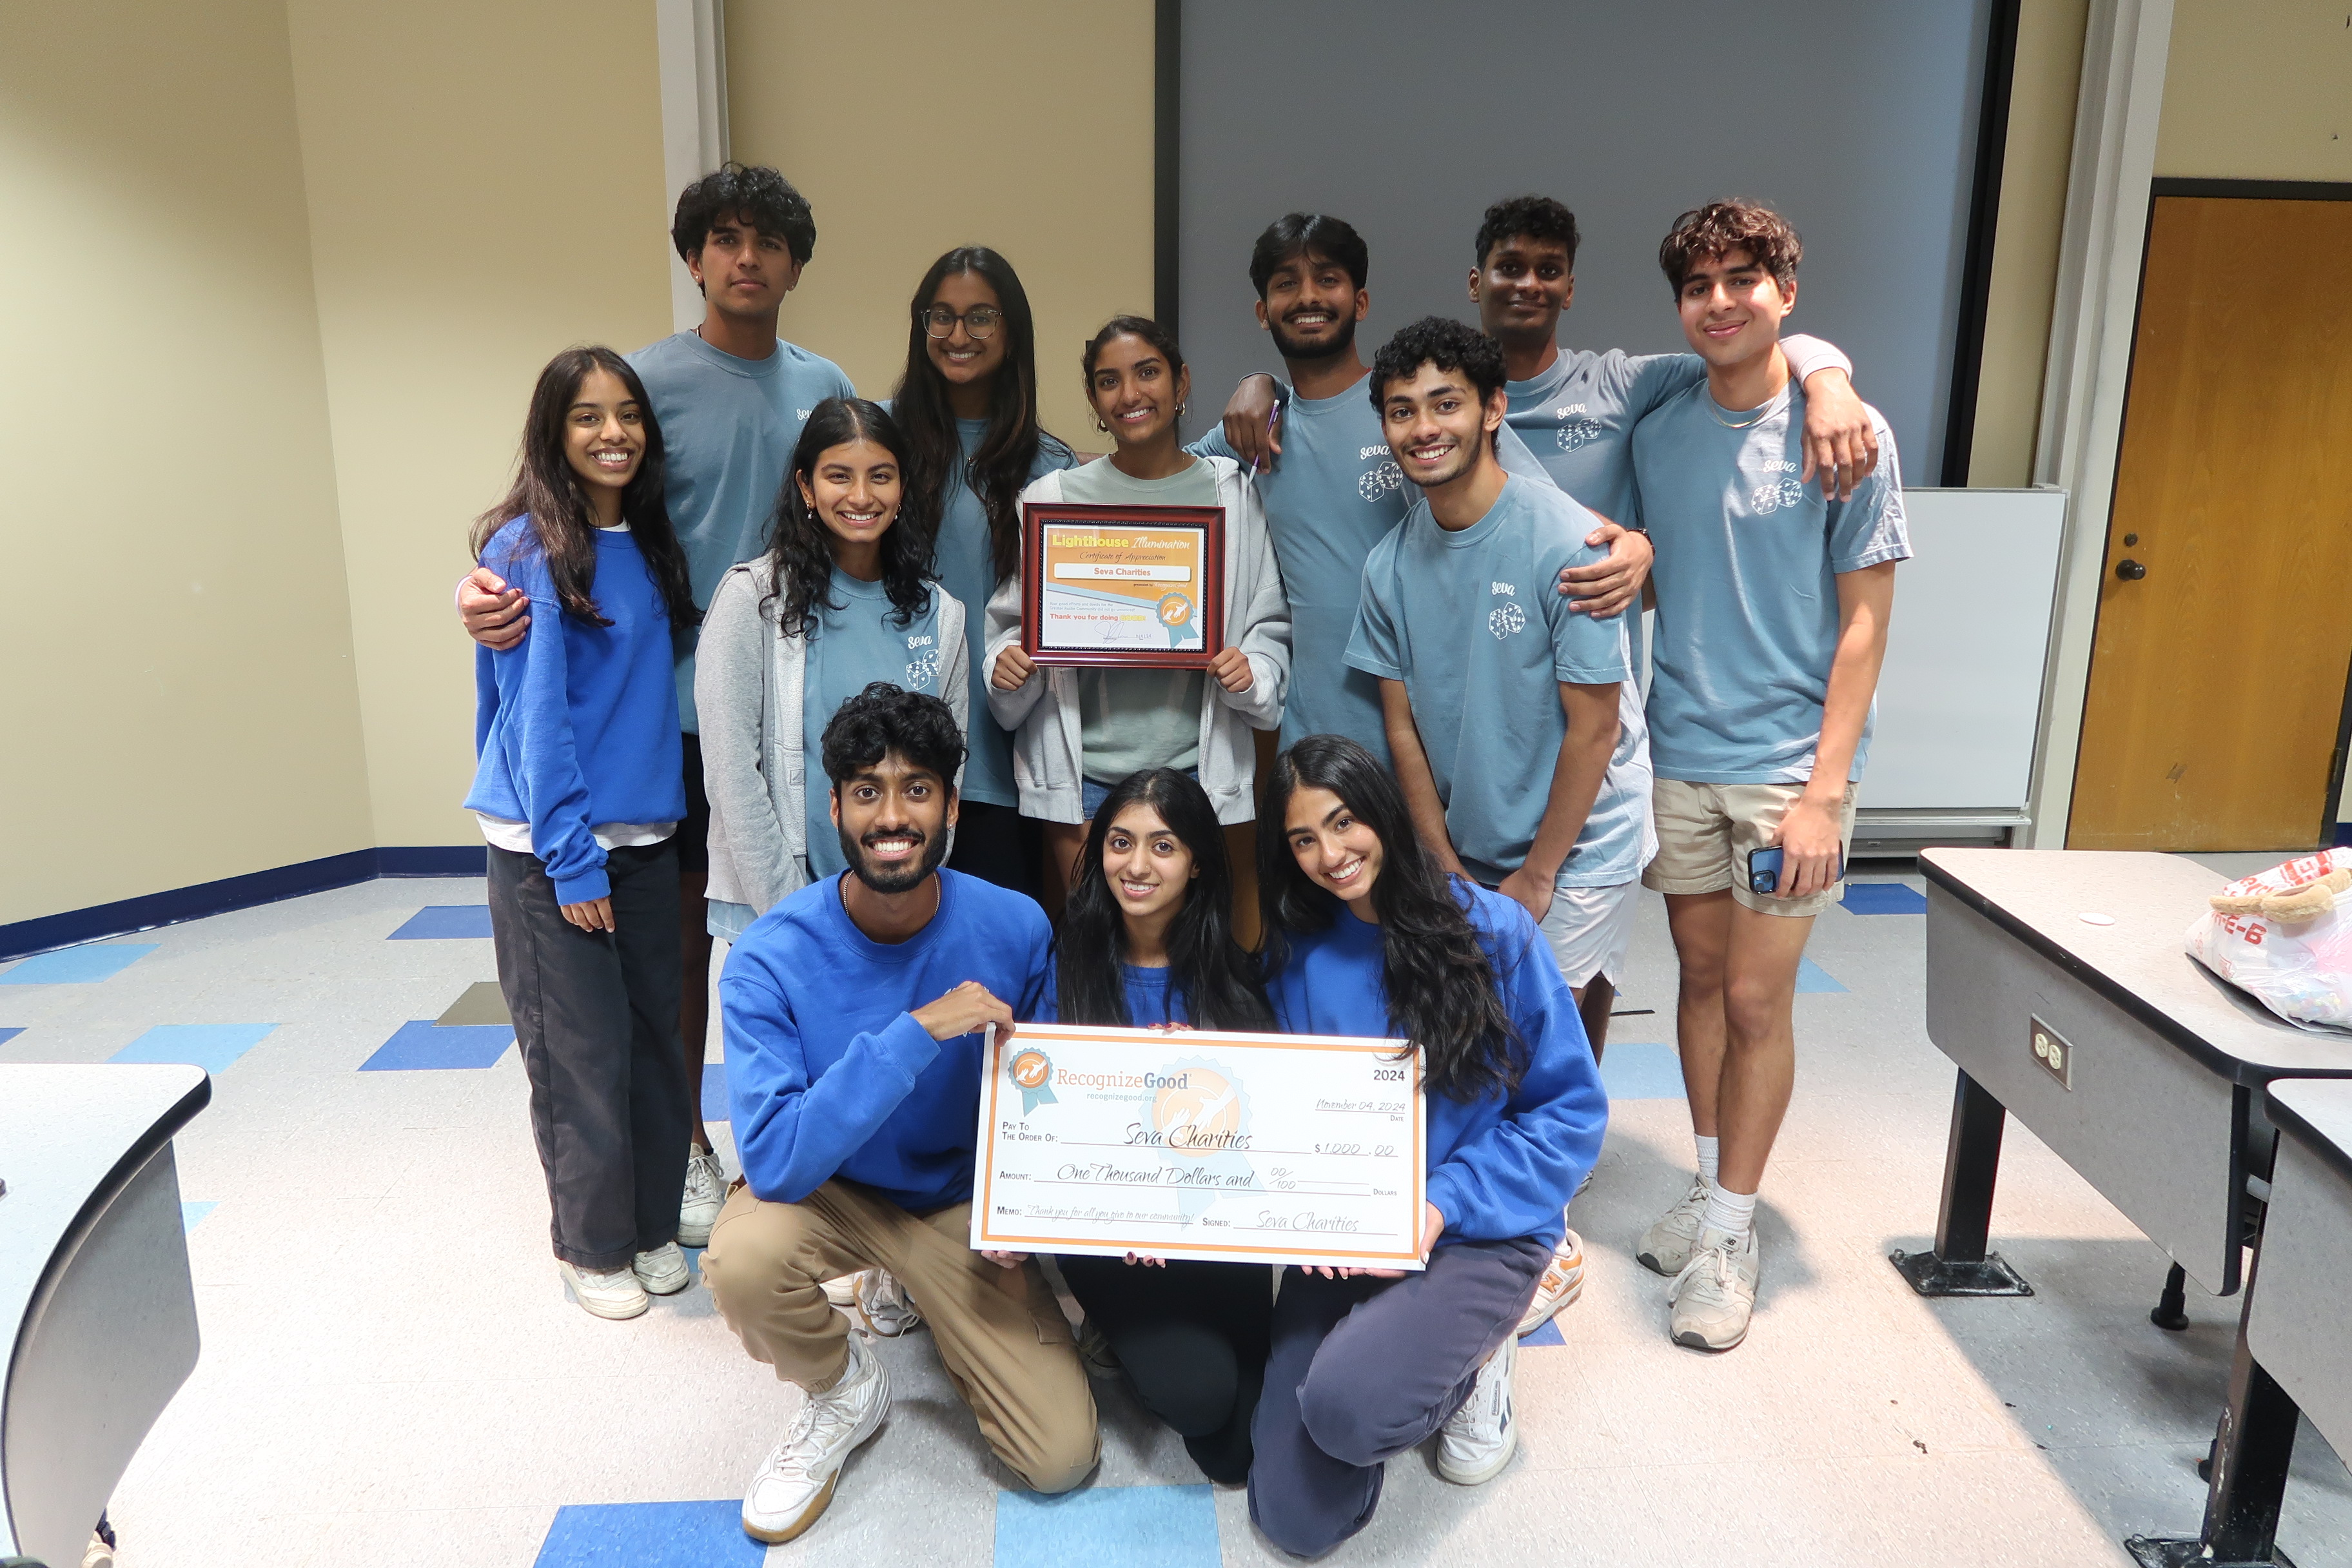 seva
seva
seva
seva
seva
seva
Lighthouse Illumination
Certificate of Appreciation
Seva Charities
Thank you for doing
RecognizeGood
recognizegood.org
2024
November 04, 2024
DATE
PAY TO
THE ORDER OF: Seva Charities $ 1,000.00
AMOUNT: One Thousand Dollars and 00/100 DOLLARS
MEMO: "Thank you for all you give to our community! SIGNED: Seva Charities